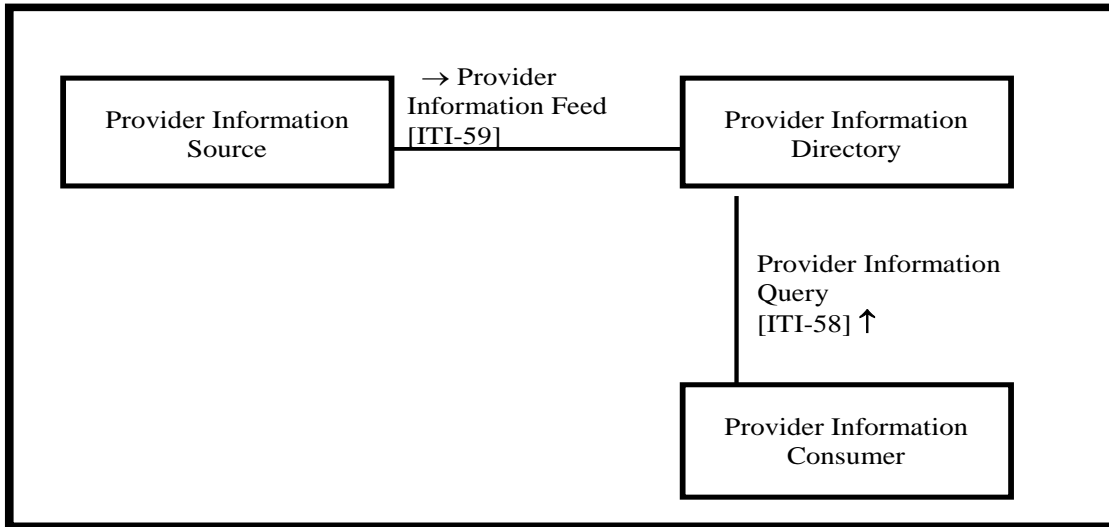 Provider Information
Source
→ Provider
Information Feed
[ITI-59]
Provider Information
Directory
Provider Information
Query
[ITI-58] ↑
Provider Information
Consumer